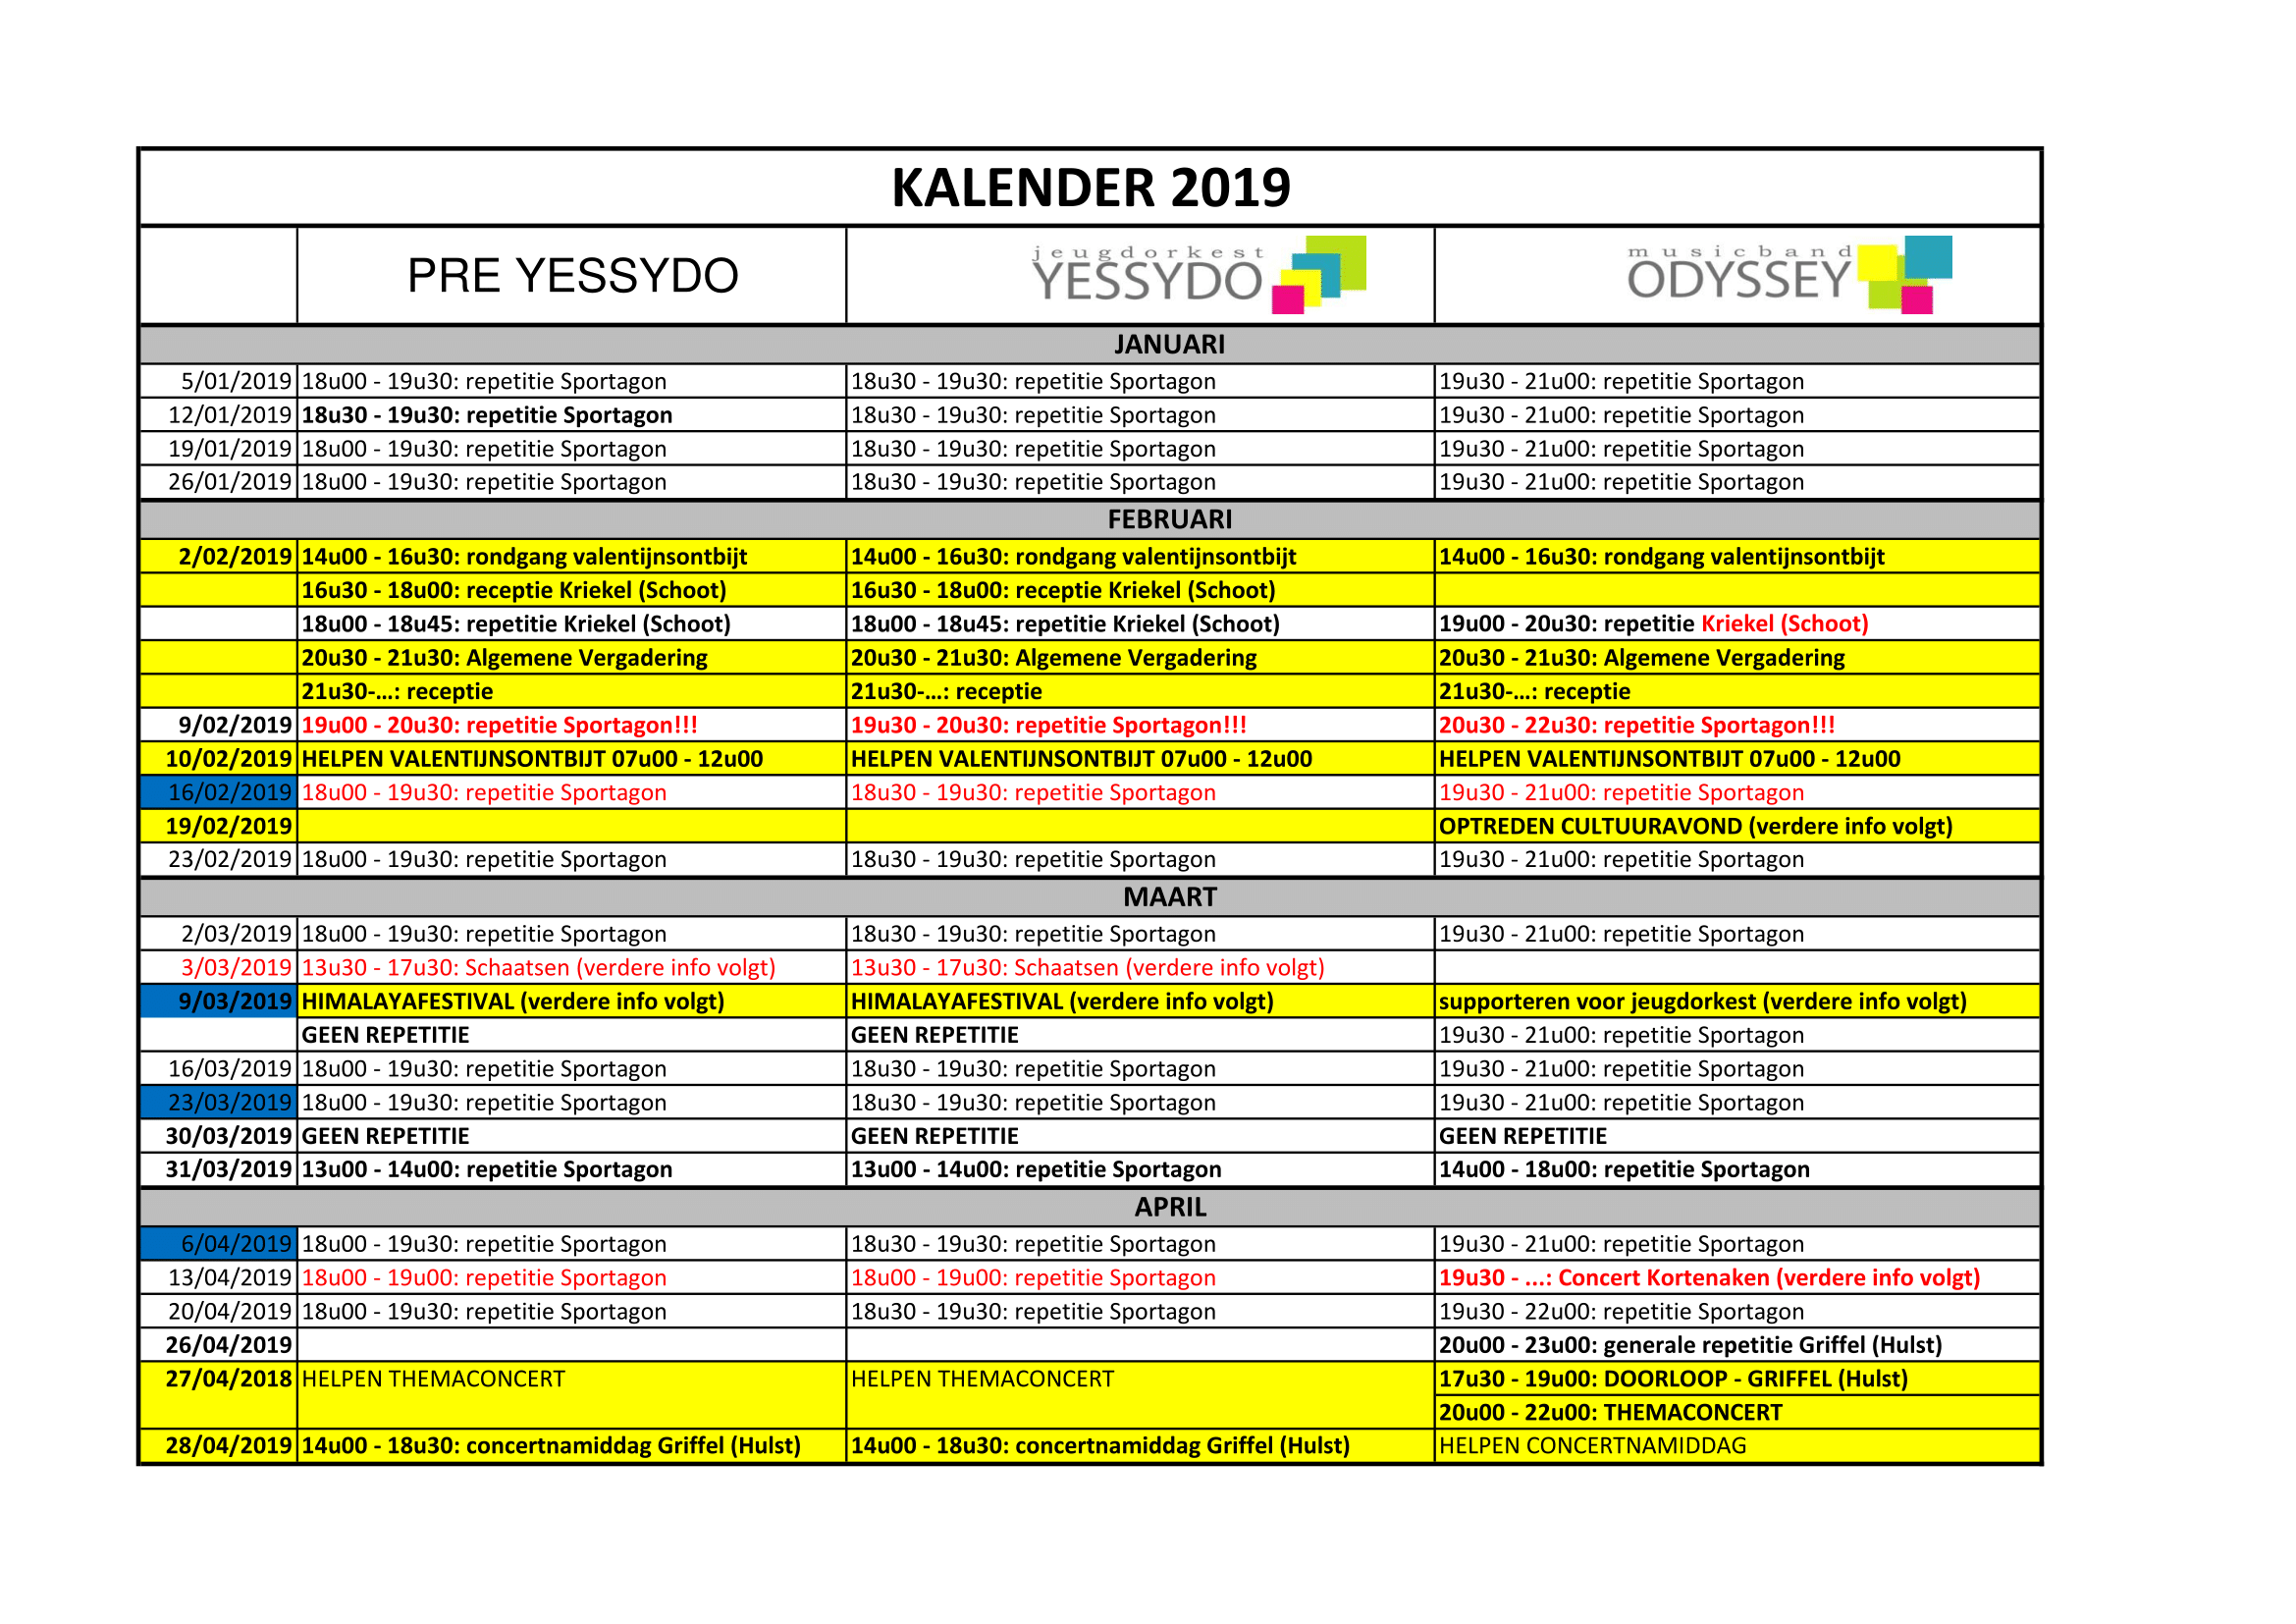 KALENDER 2019
PRE YESSYDO jeugdorkest YESSYDO musicband ODYSSEY
JANUARI
5/01/2019 18u00 - 19u30: repetitie Sportagon 18u30 - 19u30: repetitie Sportagon 19u30 - 21u00: repetitie Sportagon
12/01/2019 18u30 - 19u30: repetitie Sportagon 18u30 - 19u30: repetitie Sportagon 19u30 - 21u00: repetitie Sportagon
19/01/2019 18u00 - 19u30: repetitie Sportagon 18u30 - 19u30: repetitie Sportagon 19u30 - 21u00: repetitie Sportagon
26/01/2019 18u00 - 19u30: repetitie Sportagon 18u30 - 19u30: repetitie Sportagon 19u30 - 21u00: repetitie Sportagon
FEBRUARI
2/02/2019 14u00 - 16u30: rondgang valentijnsontbijt 14u00 - 16u30: rondgang valentijnsontbijt 14u00 - 16u30: rondgang valentijnsontbijt
16u30 - 18u00: receptie Kriekel (Schoot) 16u30 - 18u00: receptie Kriekel (Schoot)
18u00 - 18u45: repetitie Kriekel (Schoot) 18u00 - 18u45: repetitie Kriekel (Schoot) 19u00 - 20u30: repetitie Kriekel (Schoot)
20u30 - 21u30: Algemene Vergadering 20u30 - 21u30: Algemene Vergadering 20u30 - 21u30: Algemene Vergadering
21u30-...: receptie 21u30-...: receptie 21u30-...: receptie
9/02/2019 19u00 - 20u30: repetitie Sportagon!!! 19u30 - 20u30: repetitie Sportagon!!! 20u30 - 22u30: repetitie Sportagon!!!
10/02/2019 HELPEN VALENTIJNSONTBIJT 07u00 - 12u00 HELPEN VALENTIJNSONTBIJT 07u00 - 12u00 HELPEN VALENTIJNSONTBIJT 07u00 - 12u00
16/02/2019 18u00 - 19u30: repetitie Sportagon 18u30 - 19u30: repetitie Sportagon 19u30 - 21u00: repetitie Sportagon
19/02/2019 OPTREDEN CULTUURAVOND (verdere info volgt)
23/02/2019 18u00 - 19u30: repetitie Sportagon 18u30 - 19u30: repetitie Sportagon 19u30 - 21u00: repetitie Sportagon
MAART
2/03/2019 18u00 - 19u30: repetitie Sportagon 18u30 - 19u30: repetitie Sportagon 19u30 - 21u00: repetitie Sportagon
3/03/2019 13u30 - 17u30: Schaatsen (verdere info volgt) 13u30 - 17u30: Schaatsen (verdere info volgt)
9/03/2019 HIMALAYAFESTIVAL (verdere info volgt) HIMALAYAFESTIVAL (verdere info volgt) supporteren voor jeugdorkest (verdere info volgt)
GEEN REPETITIE GEEN REPETITIE 19u30 - 21u00: repetitie Sportagon
16/03/2019 18u00 - 19u30: repetitie Sportagon 18u30 - 19u30: repetitie Sportagon 19u30 - 21u00: repetitie Sportagon
23/03/2019 18u00 - 19u30: repetitie Sportagon 18u30 - 19u30: repetitie Sportagon 19u30 - 21u00: repetitie Sportagon
30/03/2019 GEEN REPETITIE GEEN REPETITIE GEEN REPETITIE
31/03/2019 13u00 - 14u00: repetitie Sportagon 13u00 - 14u00: repetitie Sportagon 14u00 - 18u00: repetitie Sportagon
APRIL
6/04/2019 18u00 - 19u30: repetitie Sportagon 18u30 - 19u30: repetitie Sportagon 19u30 - 21u00: repetitie Sportagon
13/04/2019 18u00 - 19u00: repetitie Sportagon 18u00 - 19u00: repetitie Sportagon 19u30 - ...: Concert Kortenaken (verdere info volgt)
20/04/2019 18u00 - 19u30: repetitie Sportagon 18u30 - 19u30: repetitie Sportagon 19u30 - 22u00: repetitie Sportagon
26/04/2019 20u00 - 23u00: generale repetitie Griffel (Hulst)
27/04/2018 HELPEN THEMACONCERT HELPEN THEMACONCERT 17u30 - 19u00: DOORLOOP - GRIFFEL (Hulst)
20u00 - 22u00: THEMACONCERT
28/04/2019 14u00 - 18u30: concertnamiddag Griffel (Hulst) 14u00 - 18u30: concertnamiddag Griffel (Hulst) HELPEN CONCERTNAMIDDAG